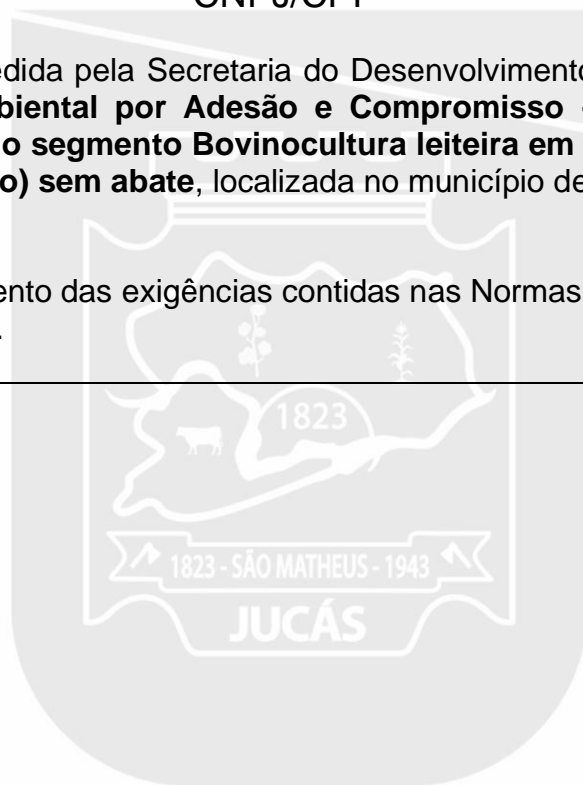 CNPJ/CPF
edida pela Secretaria do Desenvolvimento
biental por Adesão e Compromisso
o segmento Bovinocultura leiteira em
o) sem abate, localizada no município de
ento das exigências contidas nas Normas
.
1823
1823 - SÃO MATHEUS - 1943
JUCÁS